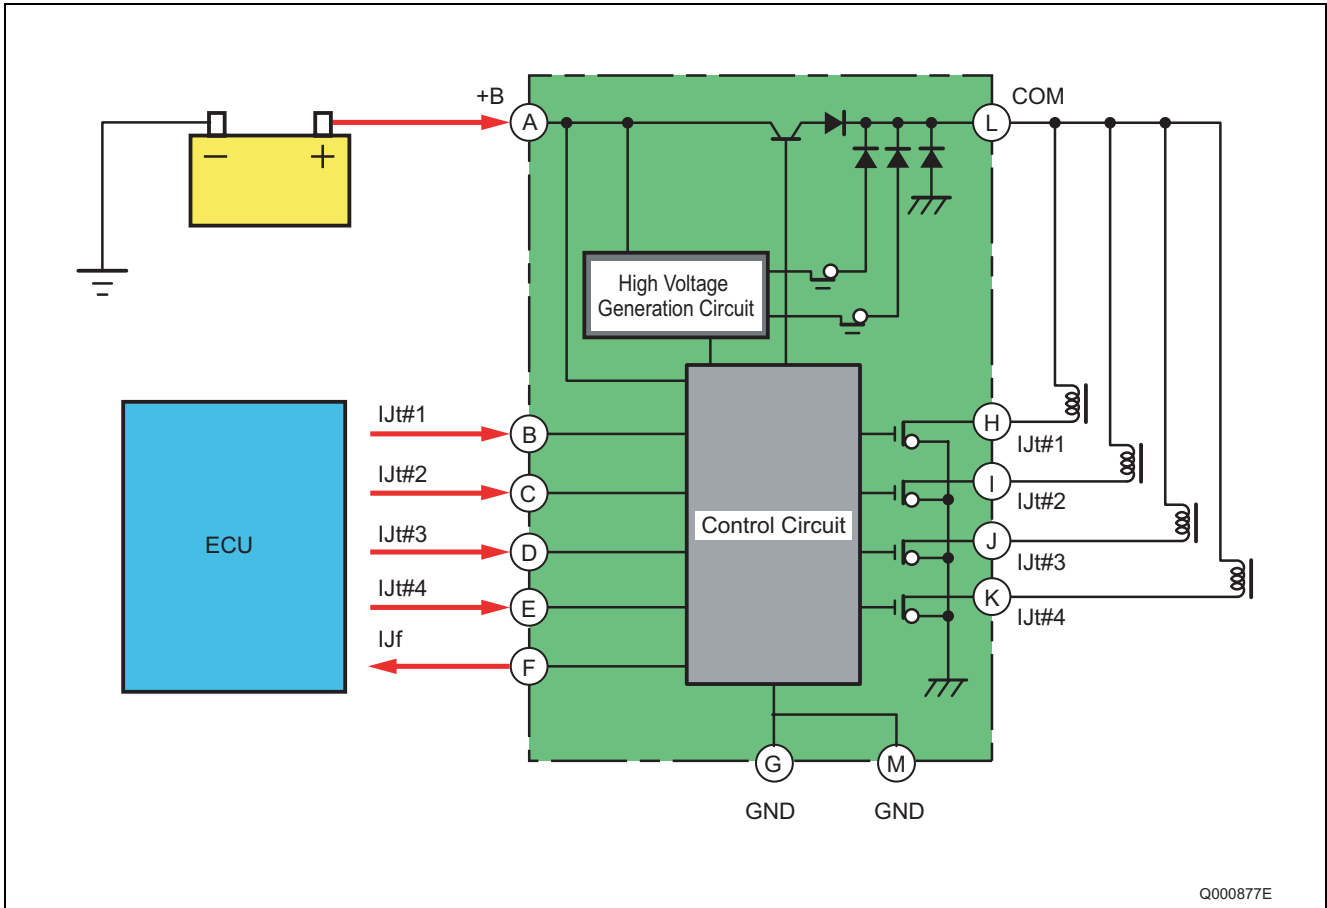 +B
A
L
COM
− +
High Voltage
Generation Circuit
ECU
IJt#1
B
IJt#2
C
IJt#3
D
IJt#4
E
IJf
F
Control Circuit
H
IJt#1
I
IJt#2
J
IJt#3
K
IJt#4
G
M
GND
GND
Q000877E